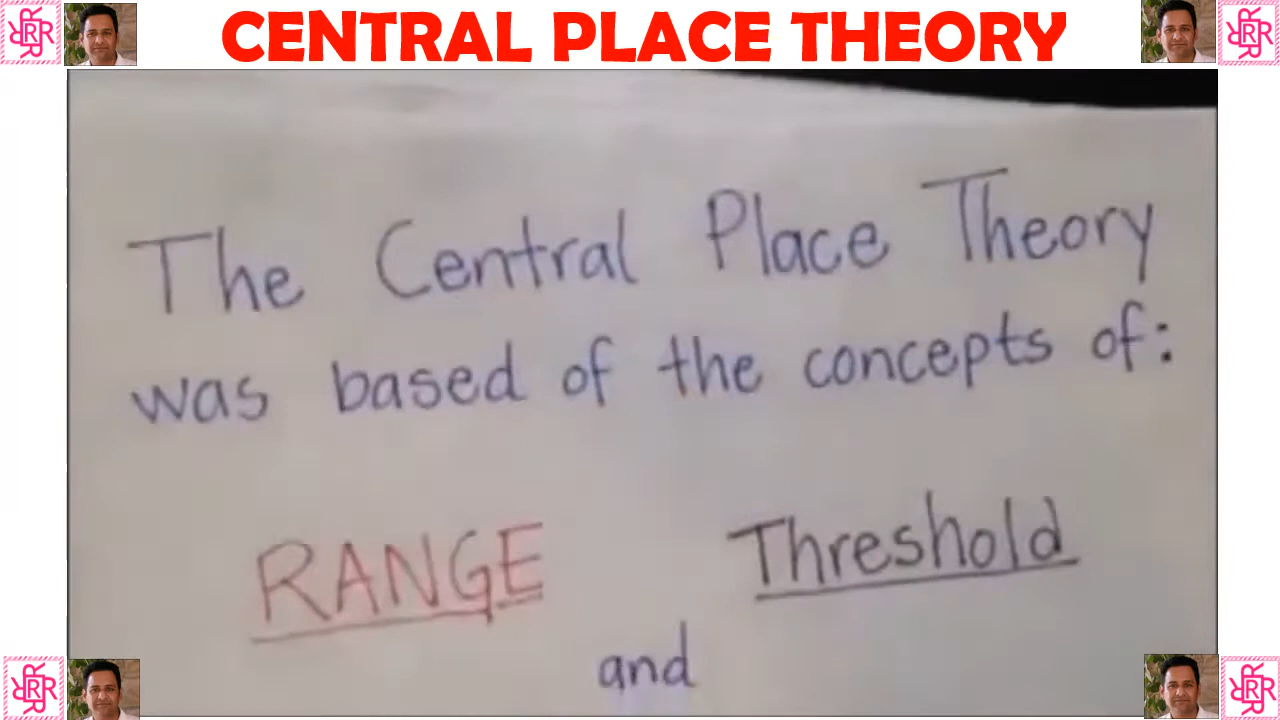 CENTRAL PLACE THEORY
The Central Place Theory
was based of the concepts of:
RANGE Threshold
and